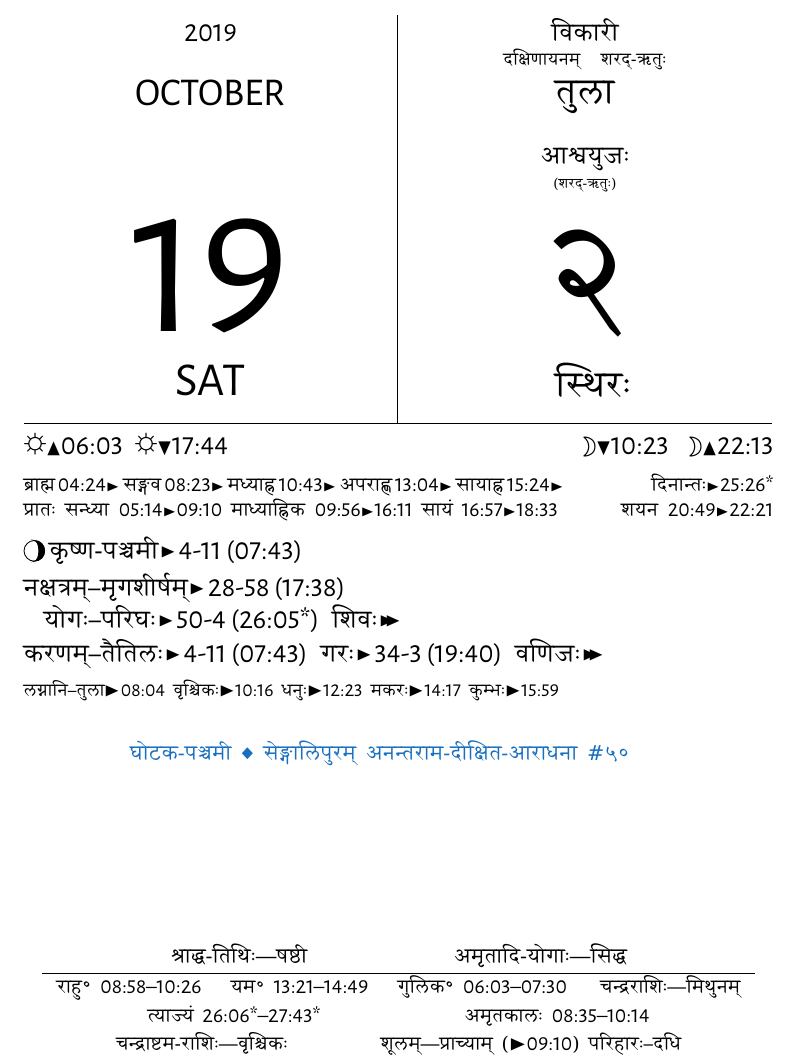 2019
OCTOBER
19
SAT
विकारी
दक्षिणायनम् शरद्-ऋतुः
तुला
आश्वयुजः
(शरद्-ऋतुः)
२
स्थिरः
▲06:03 ▼17:44 ☽▼10:23 ☽▲22:13
ब्राह्म 04:24► सङ्गव 08:23► मध्याह्न 10:43► अपराह्ण 13:04► सायाह्न 15:24► दिनान्तः►25:26*
प्रातः सन्ध्या 05:14►09:10 माध्याह्निक 09:56►16:11 सायं 16:57►18:33 शयन 20:49►22:21
कृष्ण-पञ्चमी►4-11 (07:43)
नक्षत्रम्–मृगशीर्षम्►28-58 (17:38)
योगः–परिघः►50-4 (26:05*) शिवः►►
करणम्–तैतिलः►4-11 (07:43) गरः►34-3 (19:40) वणिजः►►
लग्नानि–तुला►08:04 वृश्चिकः►10:16 धनुः►12:23 मकरः►14:17 कुम्भः►15:59
घोटक-पञ्चमी ◆ सेङ्गालिपुरम् अनन्तराम-दीक्षित-आराधना #५०
श्राद्ध-तिथिः—षष्ठी अमृतादि-योगाः—सिद्ध
राहु° 08:58–10:26 यम° 13:21–14:49 गुलिक° 06:03–07:30 चन्द्रराशिः—मिथुनम्
त्याज्यं 26:06*–27:43* अमृतकालः 08:35–10:14
चन्द्राष्टम-राशिः—वृश्चिकः शूलम्—प्राच्याम् (►09:10) परिहारः–दधि